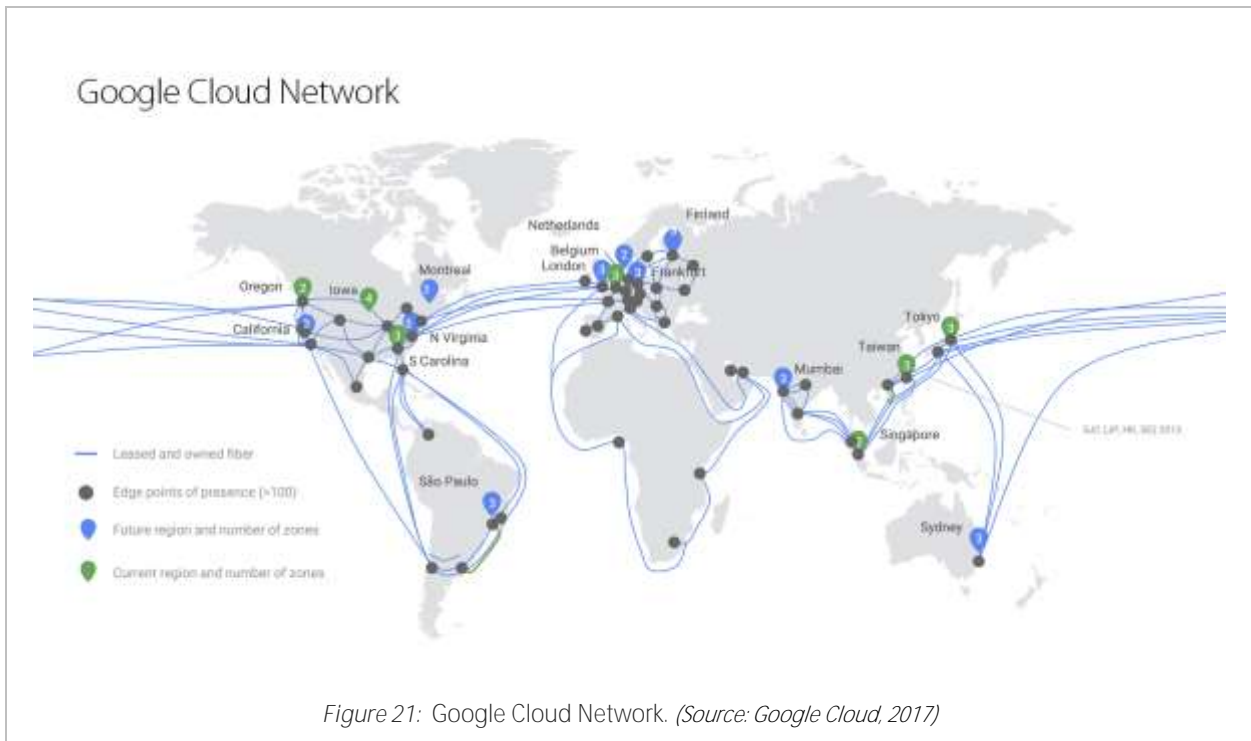 Google Cloud Network
Finland
Netherlands
Belgium
London
Frankfurt
Montreal
Oregon
Iowa
California
N Virginia
S Carolina
Tokyo
Taiwan
Mumbai
Singapore
São Paulo
Sydney
Leased and owned fiber
Edge points of presence (>100)
Future region and number of zones
Current region and number of zones
Figure 21: Google Cloud Network. (Source: Google Cloud, 2017)